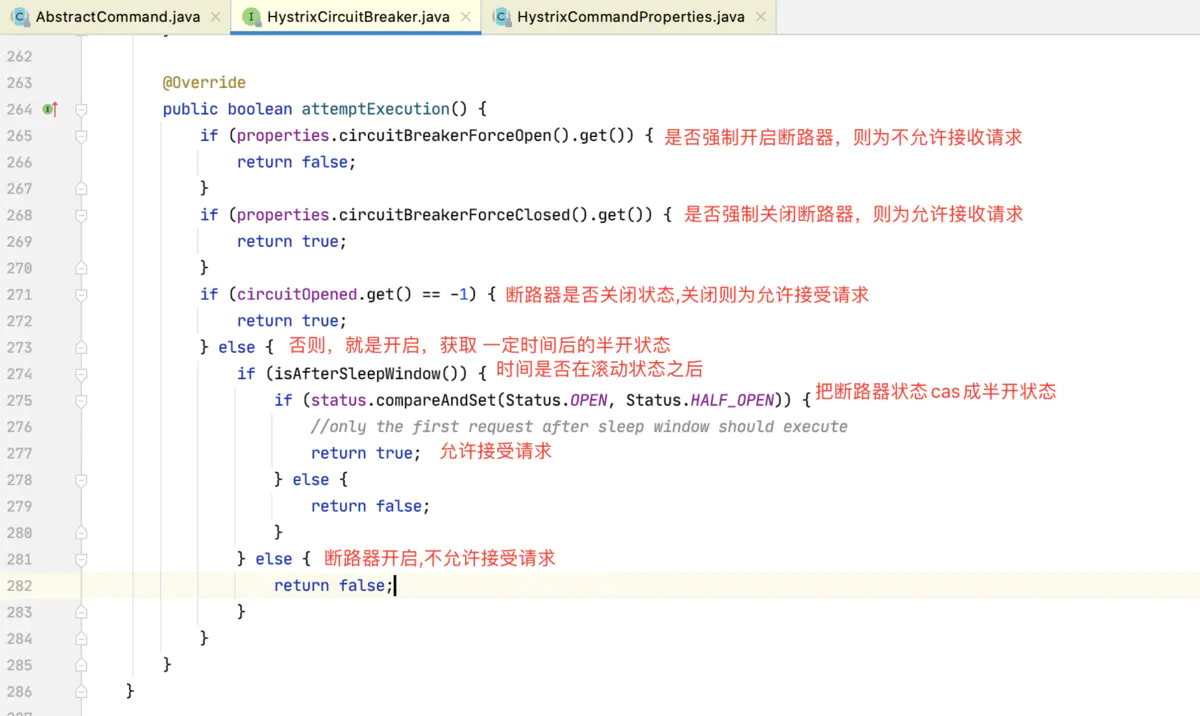 AbstractCommand.java × HystrixCircuitBreaker.java × HystrixCommandProperties.java ×
262
263 @Override
264 public boolean attemptExecution() {
265 if (properties.circuitBreakerForceOpen().get()) { 是否强制开启断路器，则为不允许接收请求
266 return false;
267 }
268 if (properties.circuitBreakerForceClosed().get()) { 是否强制关闭断路器，则为允许接收请求
269 return true;
270 }
271 if (circuitOpened.get() == -1) { 断路器是否关闭状态,关闭则为允许接受请求
272 return true;
273 } else { 否则，就是开启，获取 一定时间后的半开状态
274 if (isAfterSleepWindow()) { 时间是否在滚动状态之后
275 if (status.compareAndSet(Status.OPEN, Status.HALF_OPEN)) { 把断路器状态cas成半开状态
276 //only the first request after sleep window should execute
277 return true; 允许接受请求
278 } else {
279 return false;
280 }
281 } else { 断路器开启,不允许接受请求
282 return false;
283 }
284 }
285 }
286 }